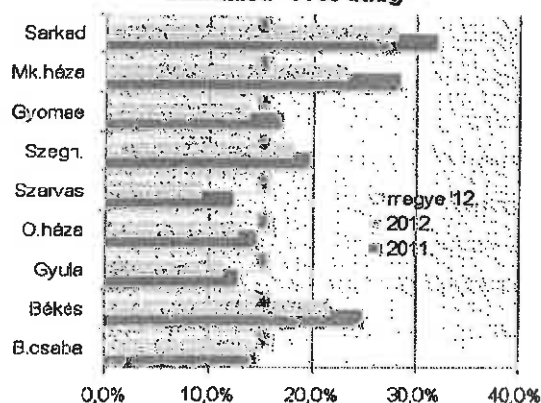 Sarkad
Mk.háza
Gyomae
Szegh.
Szarvas
O.háza
Gyula
Békés
B.csaba
megye '12.
2012.
2011.
0,0% 10,0% 20,0% 30,0% 40,0%